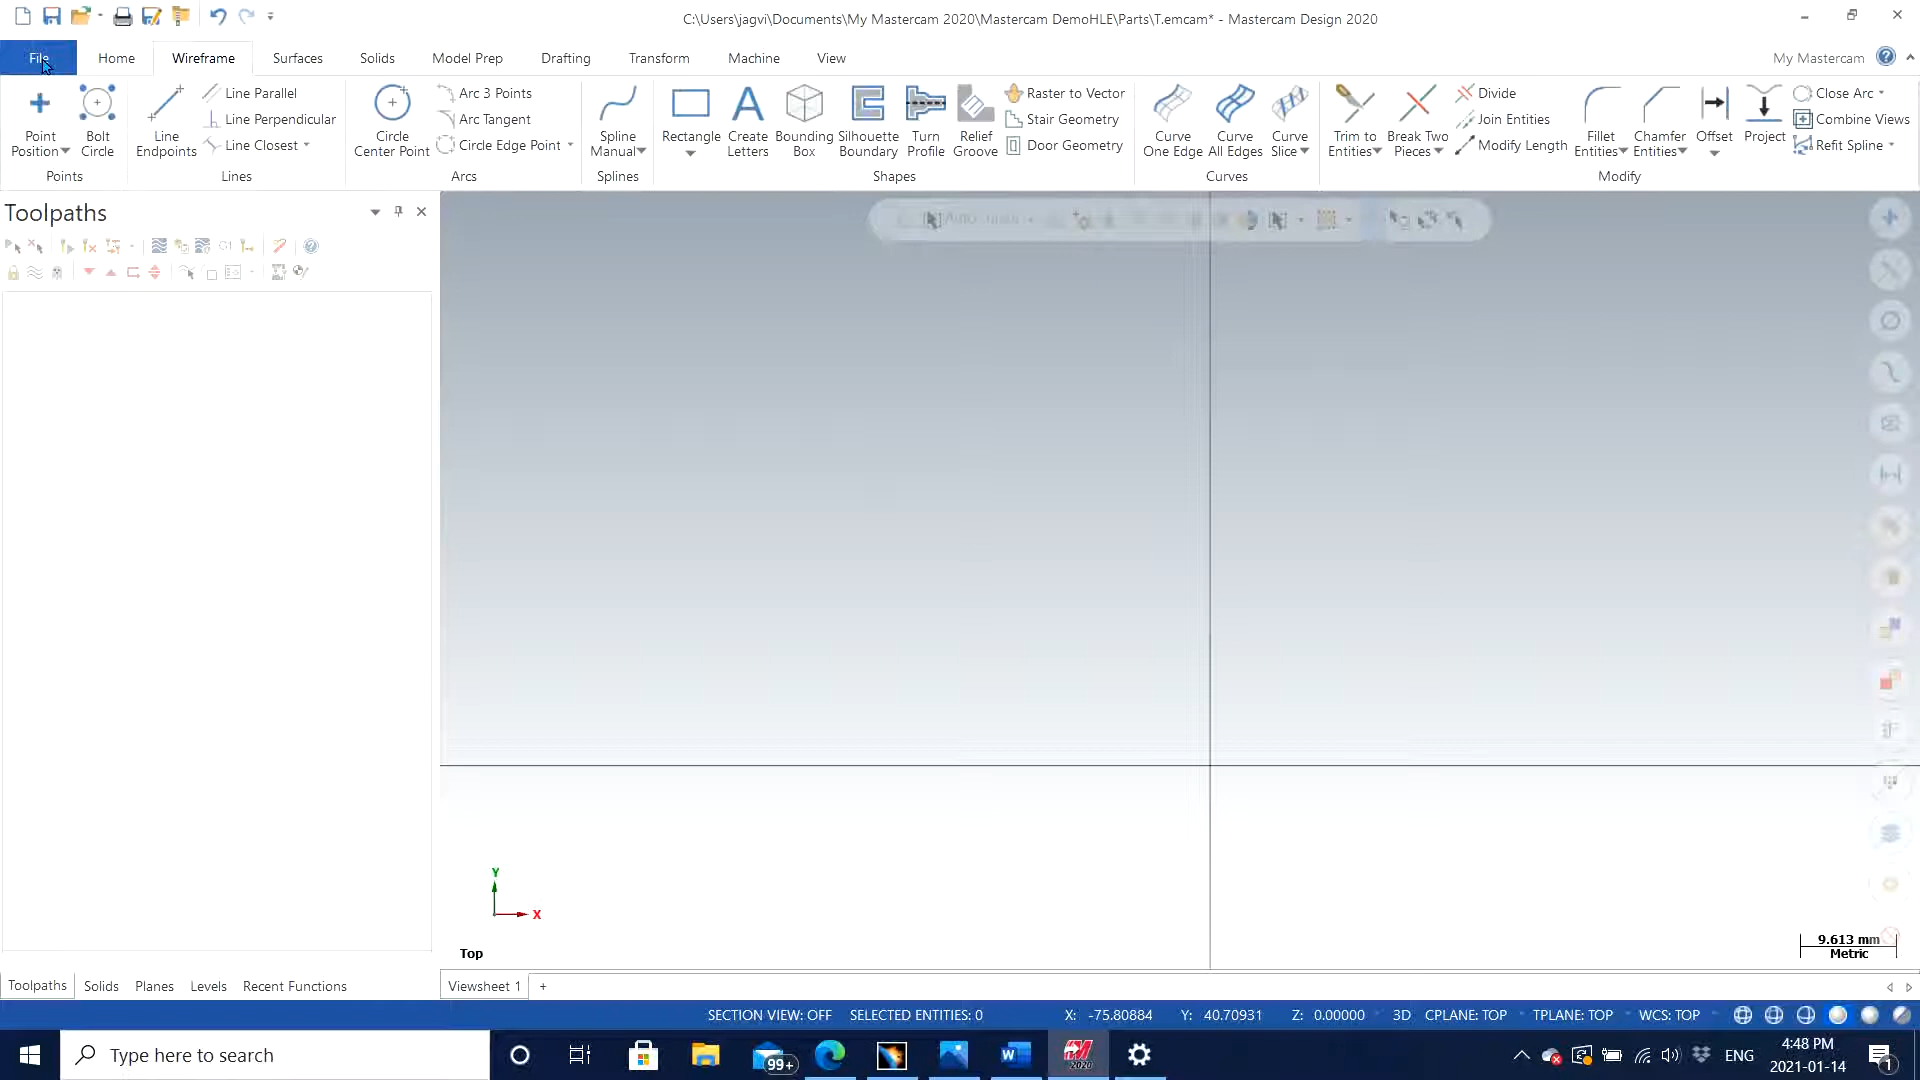 C:\Users\jagvi\Documents\My Mastercam 2020\Mastercam DemoHLE\Parts\T.emcam* - Mastercam Design 2020
File Home Wireframe Surfaces Solids Model Prep Drafting Transform Machine View My Mastercam
Point Position
Bolt Circle
Points
Line Endpoints
Line Parallel
Line Perpendicular
Line Closest
Lines
Circle Center Point
Arc 3 Points
Arc Tangent
Circle Edge Point
Arcs
Spline Manual
Splines
Rectangle
Create Letters
Bounding Box
Silhouette Boundary
Turn Profile
Relief Groove
Raster to Vector
Stair Geometry
Door Geometry
Shapes
Curve One Edge
Curve All Edges
Curve Slice
Curves
Trim to Entities
Break Two Pieces
Divide
Join Entities
Modify Length
Fillet Entities
Chamfer Entities
Offset
Project
Close Arc
Combine Views
Refit Spline
Modify
Toolpaths
G1
Y
X
Top
9.613 mm
Metric
Toolpaths Solids Planes Levels Recent Functions
Viewsheet 1 +
SECTION VIEW: OFF SELECTED ENTITIES: 0 X: -75.80884 Y: 40.70931 Z: 0.00000 3D CPLANE: TOP TPLANE: TOP WCS: TOP
Type here to search
99+
2020
ENG
4:48 PM
2021-01-14
1